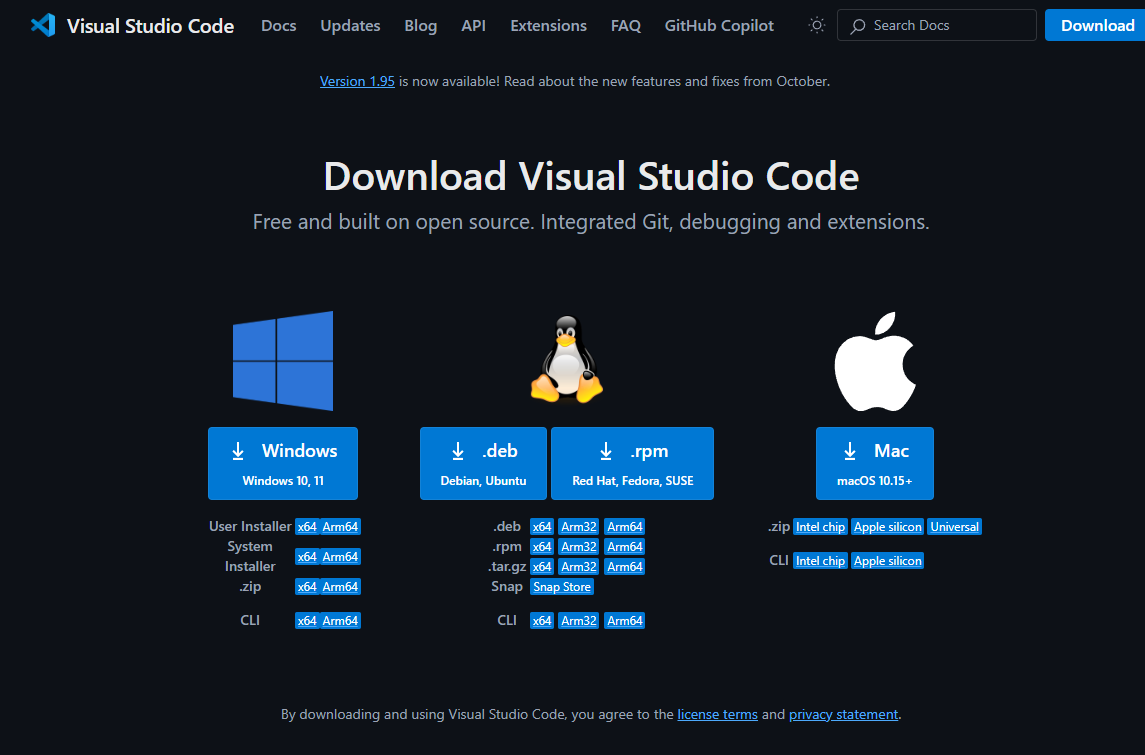 Visual Studio Code Docs Updates Blog API Extensions FAQ GitHub Copilot Search Docs Download
Version 1.95 is now available! Read about the new features and fixes from October.
Download Visual Studio Code
Free and built on open source. Integrated Git, debugging and extensions.
Windows
Windows 10, 11
User Installer x64 Arm64
System Installer x64 Arm64
.zip x64 Arm64
CLI x64 Arm64
.deb
Debian, Ubuntu
.rpm
Red Hat, Fedora, SUSE
.deb x64 Arm32 Arm64
.rpm x64 Arm32 Arm64
.tar.gz x64 Arm32 Arm64
Snap Snap Store
CLI x64 Arm32 Arm64
Mac
macOS 10.15+
.zip Intel chip Apple silicon Universal
CLI Intel chip Apple silicon
By downloading and using Visual Studio Code, you agree to the license terms and privacy statement.